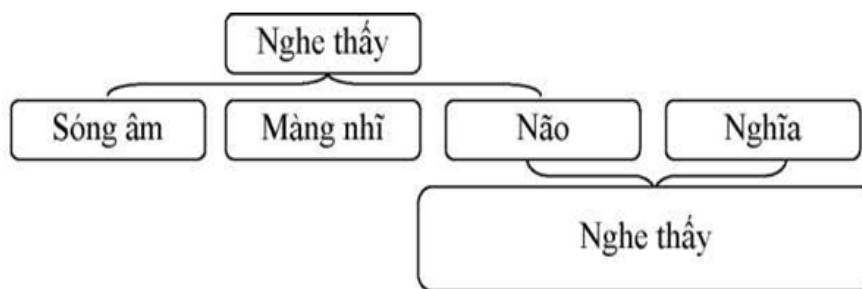 Nghe thấy
Sóng âm
Màng nhĩ
Não
Nghĩa
Nghe thấy